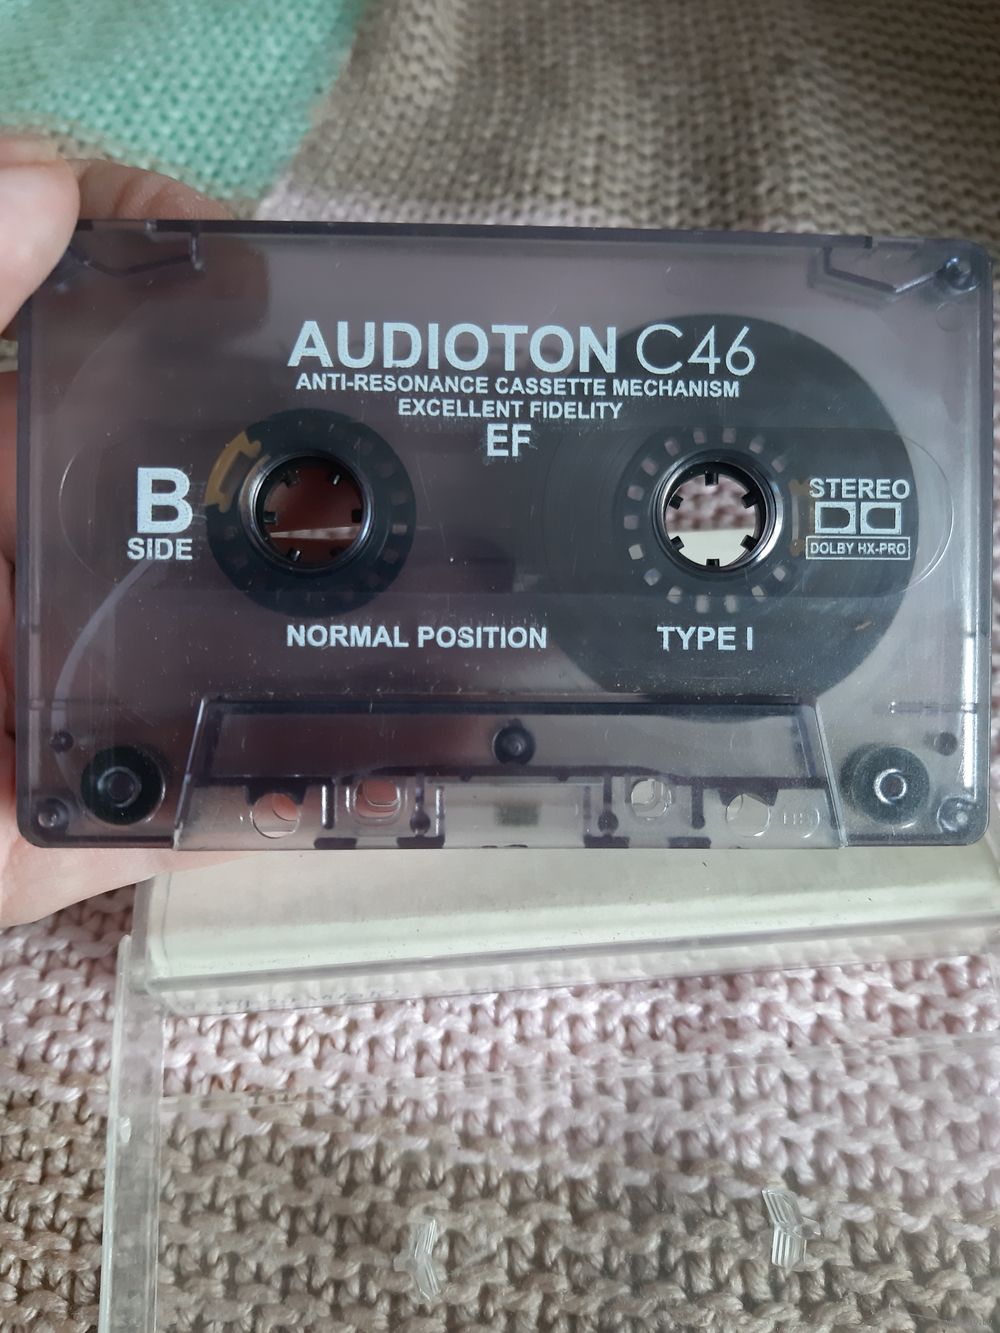 AUDIOTON C46
ANTI-RESONANCE CASSETTE MECHANISM
EXCELLENT FIDELITY
EF
B
SIDE
STEREO
DOLBY HX-PRO
NORMAL POSITION
TYPE I